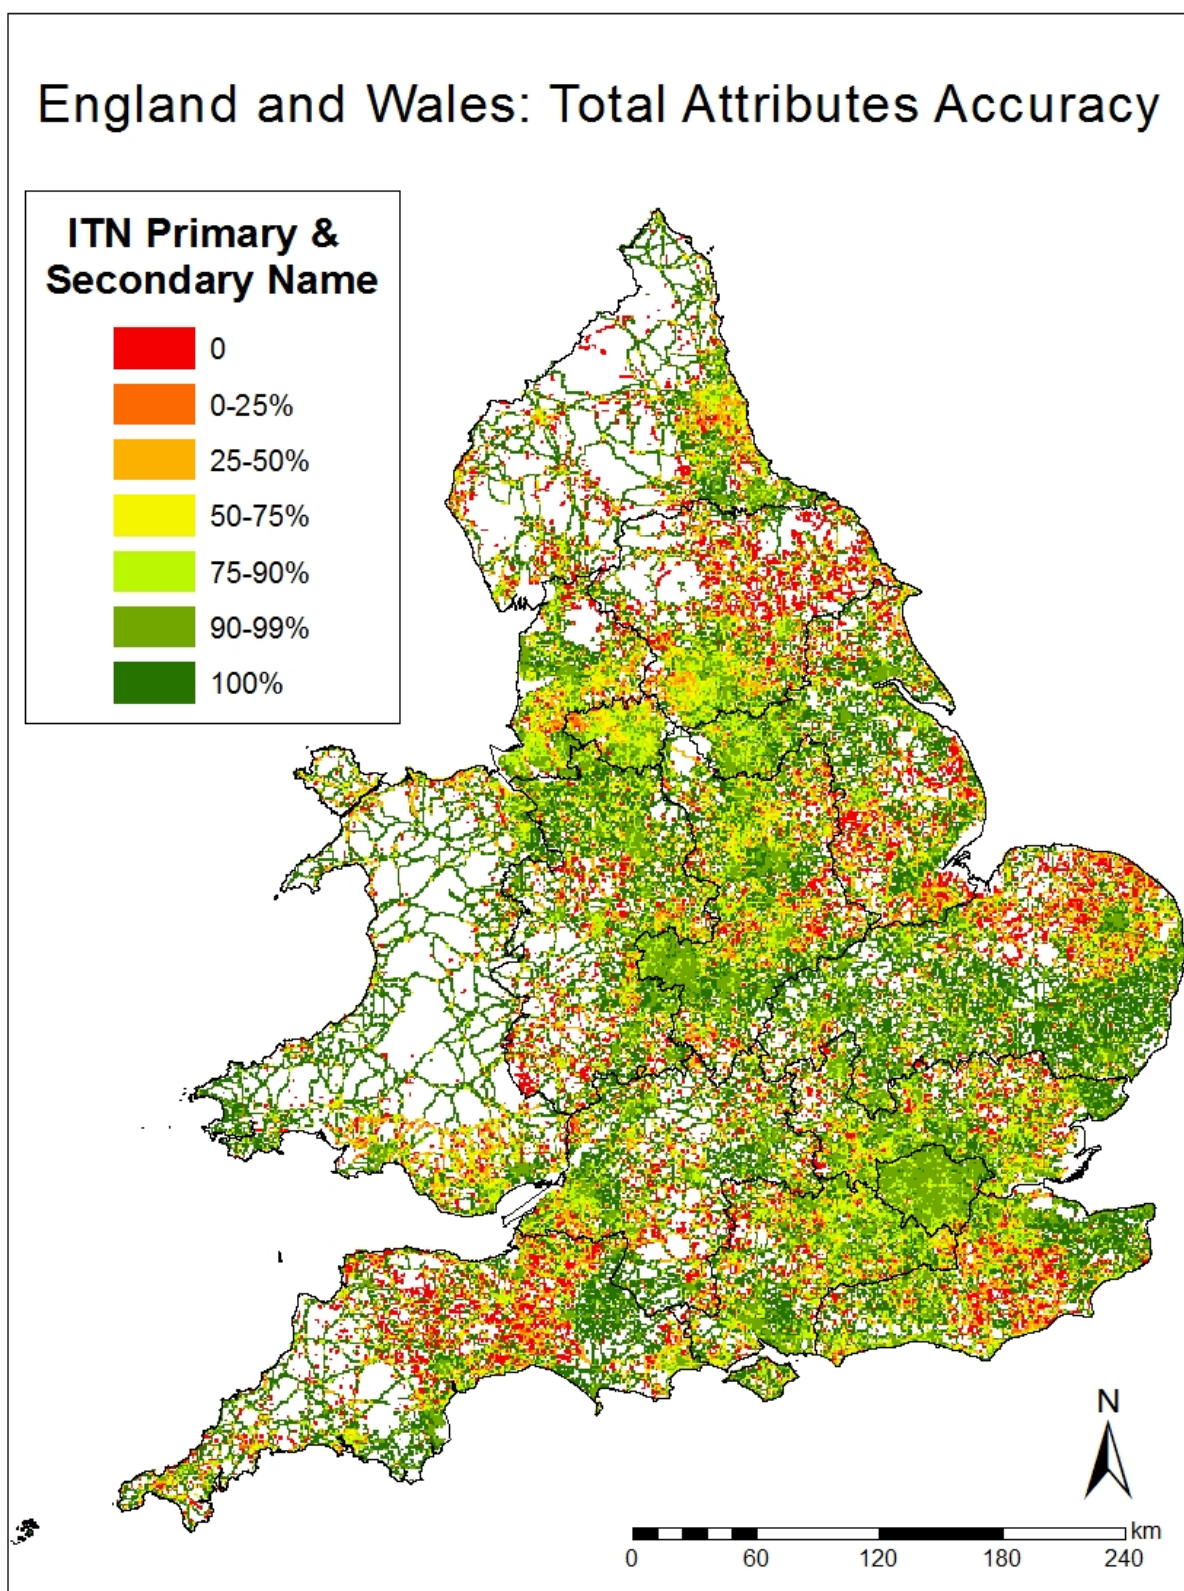 England and Wales: Total Attributes Accuracy
ITN Primary &
Secondary Name
0
0-25%
25-50%
50-75%
75-90%
90-99%
100%
N
km
0 60 120 180 240